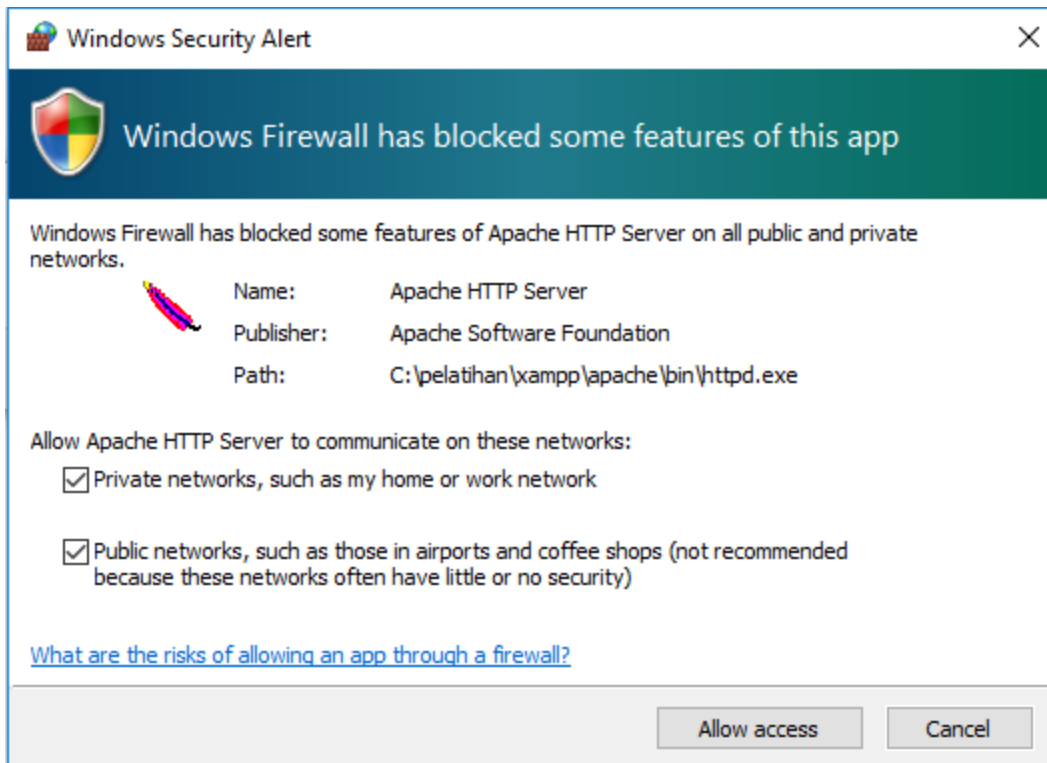 Windows Security Alert
Windows Firewall has blocked some features of this app
Windows Firewall has blocked some features of Apache HTTP Server on all public and private
networks.
Name: Apache HTTP Server
Publisher: Apache Software Foundation
Path: C:\pelatihan\xampp\apache\bin\httpd.exe
Allow Apache HTTP Server to communicate on these networks:
Private networks, such as my home or work network
Public networks, such as those in airports and coffee shops (not recommended
because these networks often have little or no security)
What are the risks of allowing an app through a firewall?
Allow access Cancel